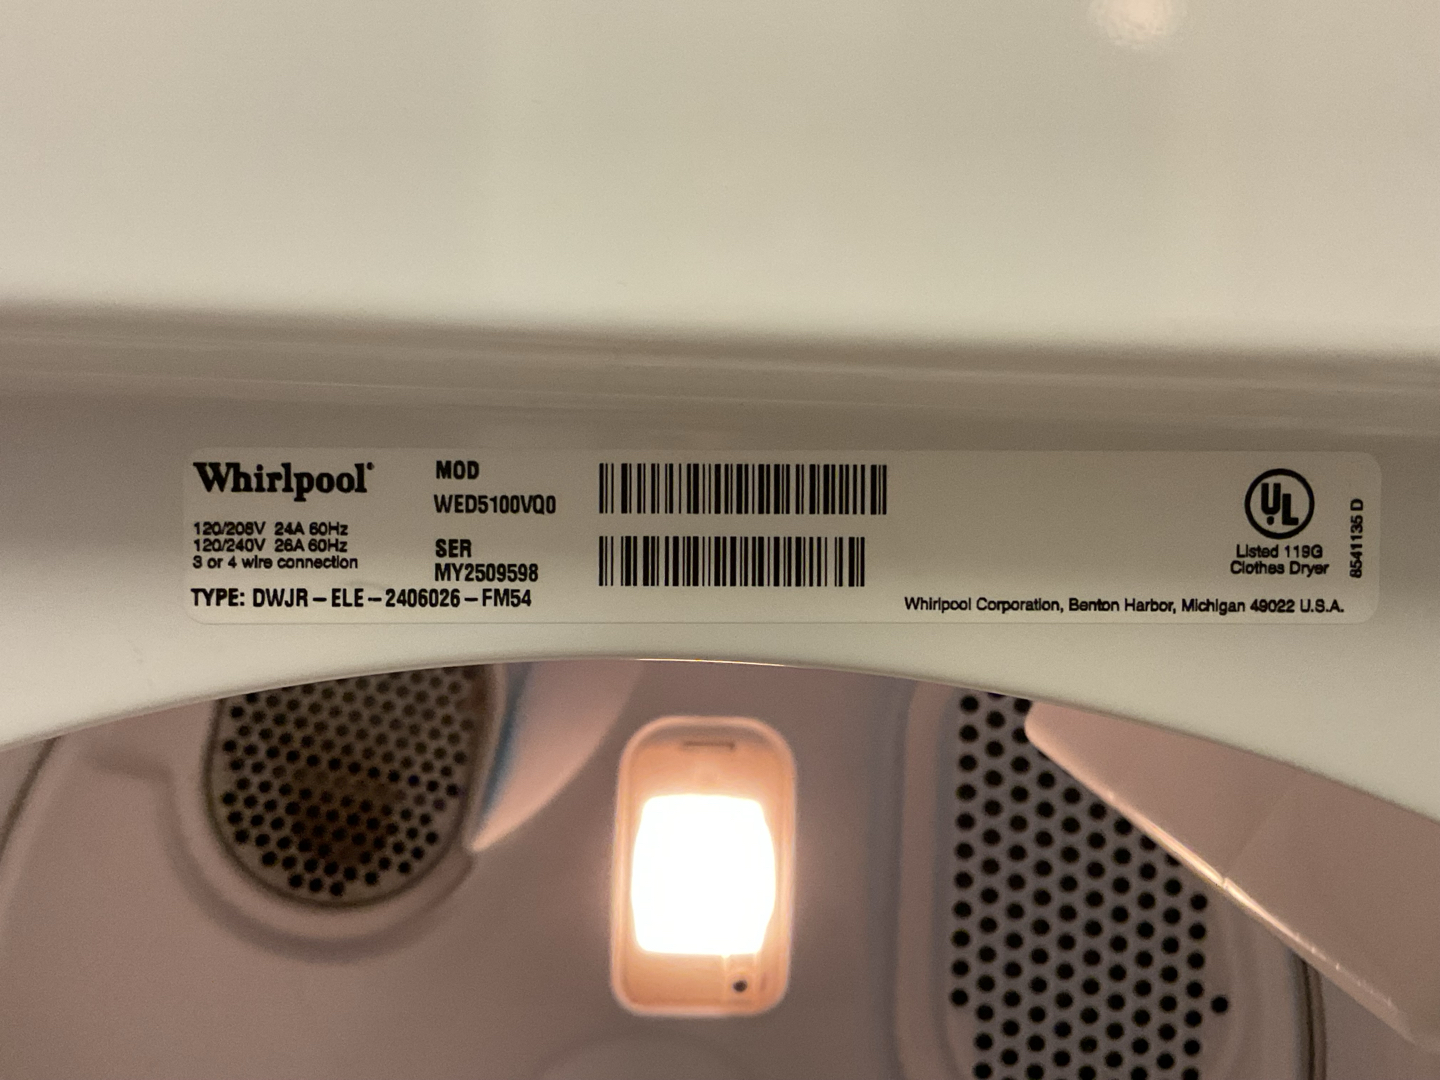 Whirlpool®
120/208V 24A 60Hz
120/240V 26A 60Hz
3 or 4 wire connection
TYPE: DWJR-ELE-2406026-FM54
MOD
WED5100VQ0
SER
MY2509598
UL
Listed 119G
Clothes Dryer
8541135 D
Whirlpool Corporation, Benton Harbor, Michigan 49022 U.S.A.